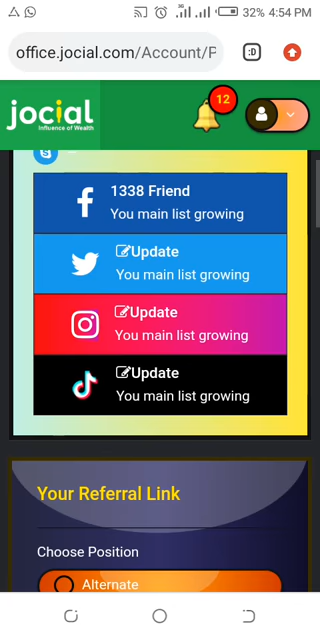 32% 4:54 PM
office.jocial.com/Account/P
:D
jocial
Influence of Wealth
12
1338 Friend
You main list growing
Update
You main list growing
Update
You main list growing
Update
You main list growing
Your Referral Link
Choose Position
Alternate